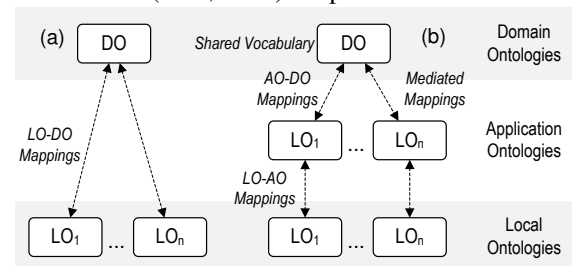 (a)
DO
Shared Vocabulary
DO
(b)
Domain
Ontologies
AO-DO
Mappings
Mediated
Mappings
LO-DO
Mappings
LO1
...
LOn
Application
Ontologies
LO-AO
Mappings
LO1
...
LOn
LO1
...
LOn
Local
Ontologies